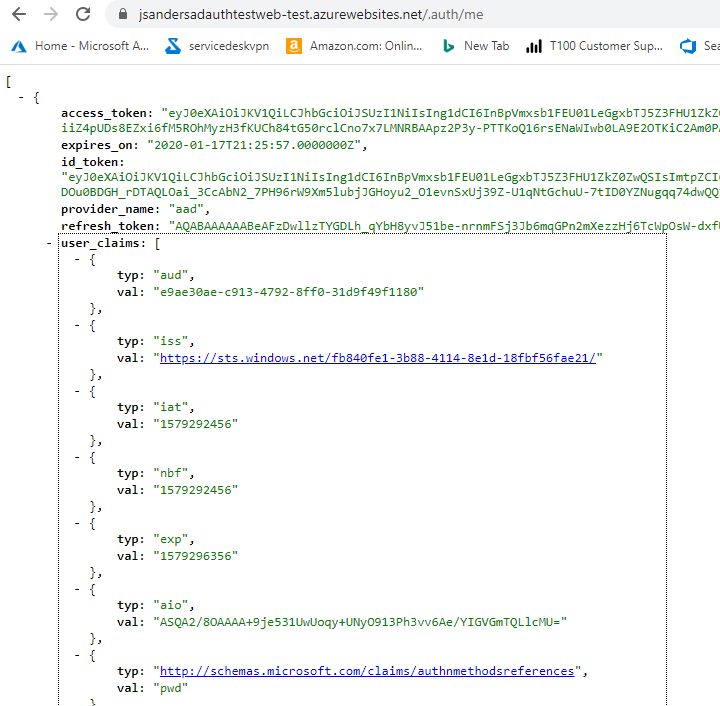 jsandersadauthtestweb-test.azurewebsites.net/.auth/me
Home - Microsoft A... servicedeskvpn Amazon.com: Onlin... New Tab T100 Customer Sup... Sea
[
- {
access_token: "eyJ0eXAiOiJKV1QiLCJhbGciOiJSUzI1NiIsIng1dCI6InBpVmxsb1FEU01LeGgxbTJ5Z3FHU1ZkZ0
iiZ4pUDs8EZxi6fM5ROhMyzH3fKUCh84tG50rclCno7x7LMNRBAApz2P3y-PTTKoQ16rsENaWIwb0LA9E2OTKiC2Am0PA
expires_on: "2020-01-17T21:25:57.0000000Z",
id_token:
"eyJ0eXAiOiJKV1QiLCJhbGciOiJSUzI1NiIsIng1dCI6InBpVmxsb1FEU01LeGgxbTJ5Z3FHU1ZkZ0ZwQSIsImtpZCI6
DOu0BDGH_rDTAQLOai_3CcAbN2_7PH96rW9Xm5lubjJGHoyu2_O1evnSxUj39Z-U1qNtGchuU-7tID0YZNugqq74dwQQ
provider_name: "aad",
refresh_token: "AQABAAAAAABeAFzDwllzTYGDLh_qYbH8yvJ51be-nrnmFSj3Jb6mqGPn2mXezzHj6TcWpOsW-dxfU
- user_claims: [
- {
typ: "aud",
val: "e9ae30ae-c913-4792-8ff0-31d9f49f1180"
},
- {
typ: "iss",
val: "https://sts.windows.net/fb840fe1-3b88-4114-8e1d-18fbf56fae21/"
},
- {
typ: "iat",
val: "1579292456"
},
- {
typ: "nbf",
val: "1579292456"
},
- {
typ: "exp",
val: "1579296356"
},
- {
typ: "aio",
val: "ASQA2/8OAAAA+9je531UwUoqy+UNyO913Ph3vv6Ae/YIGVGmTQLlcMU="
},
- {
typ: "http://schemas.microsoft.com/claims/authnmethodsreferences",
val: "pwd"
}